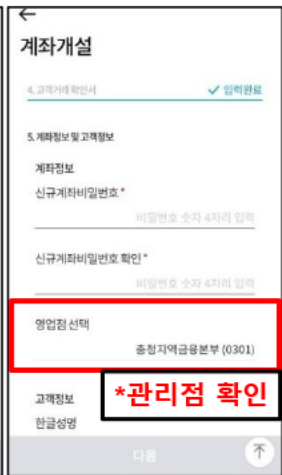 ←
계좌개설
4. 고객거래확인서 ✓ 입력완료
5. 계좌정보 및 고객정보
계좌정보
신규계좌비밀번호 *
비밀번호 숫자 4자리 입력
신규계좌비밀번호 확인 *
비밀번호 숫자 4자리 입력
영업점 선택
충청지역금융본부 (0301)
*관리점 확인
고객정보
한글성명
다음